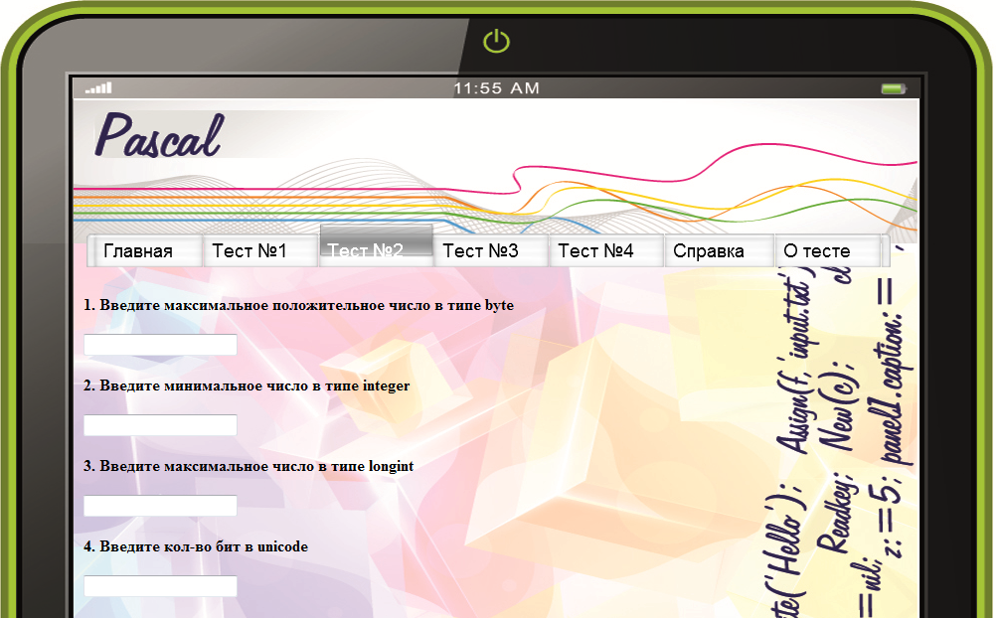 11:55 AM
Pascal
Главная Тест №1 Тест №2 Тест №3 Тест №4 Справка О тесте
1. Введите максимальное положительное число в типе byte
2. Введите минимальное число в типе integer
3. Введите максимальное число в типе longint
4. Введите кол-во бит в unicode
('Hello'); Assign(f,'input.txt')
Readkey; New(c);
=nil; z:=5; panel1.caption:='